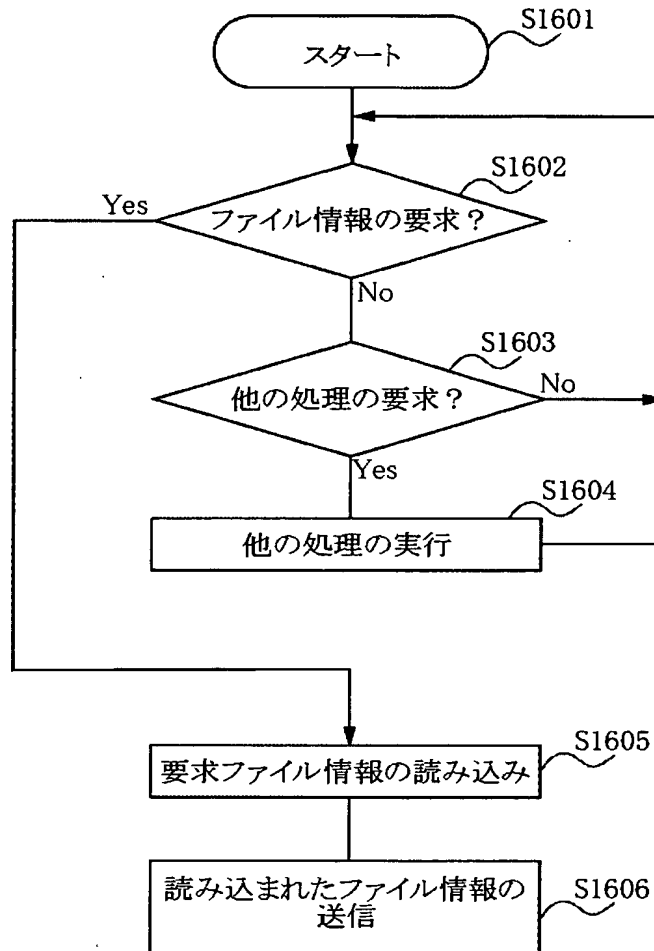 S1601
スタート
S1602
Yes
ファイル情報の要求？
No
S1603
他の処理の要求？
No
Yes
S1604
他の処理の実行
S1605
要求ファイル情報の読み込み
読み込まれたファイル情報の
送信
S1606